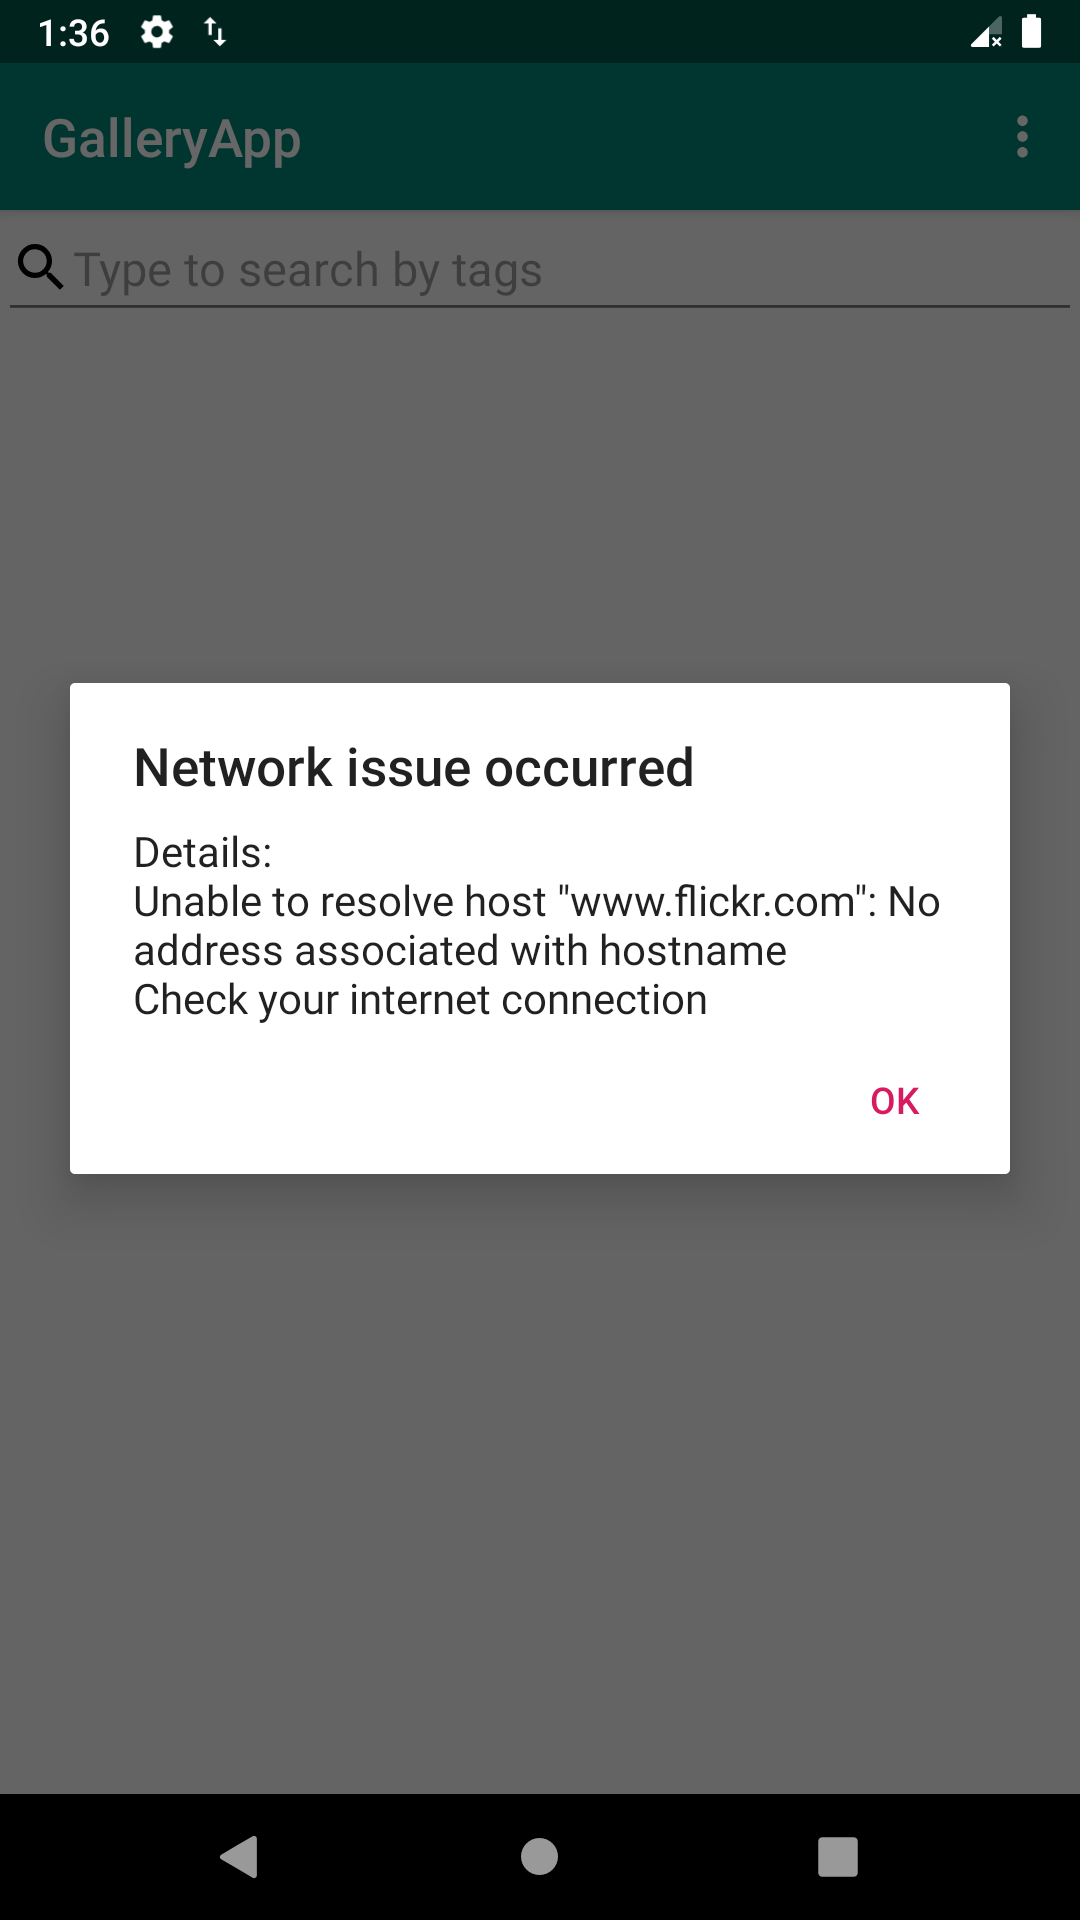 1:36
GalleryApp
Type to search by tags
Network issue occurred
Details:
Unable to resolve host "www.flickr.com": No
address associated with hostname
Check your internet connection
OK